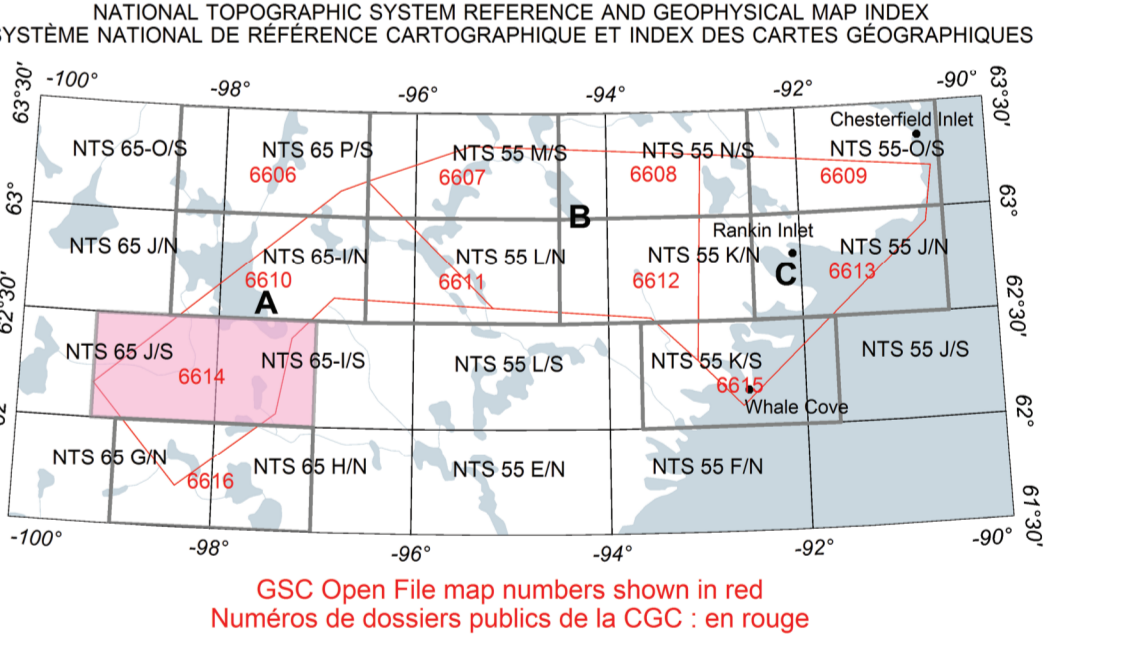 NATIONAL TOPOGRAPHIC SYSTEM REFERENCE AND GEOPHYSICAL MAP INDEX
SYSTÈME NATIONAL DE RÉFÉRENCE CARTOGRAPHIQUE ET INDEX DES CARTES GÉOGRAPHIQUES
63°30' -100° -98° -96° -94° -92° -90° 63°30'
Chesterfield Inlet
NTS 65-O/S NTS 65 P/S NTS 55 M/S NTS 55 N/S NTS 55-O/S
6606 6607 6608 6609
63° 63°
B
Rankin Inlet
NTS 65 J/N NTS 65-I/N NTS 55 L/N NTS 55 K/N NTS 55 J/N
6610 6611 6612 C 6613
A
62°30' 62°30'
NTS 65 J/S NTS 65-I/S NTS 55 L/S NTS 55 K/S NTS 55 J/S
6614 6615
Whale Cove
62 62°
NTS 65 G/N NTS 65 H/N NTS 55 E/N NTS 55 F/N
6616
61°30'
-100° -98° -96° -94° -92° -90°
GSC Open File map numbers shown in red
Numéros de dossiers publics de la CGC : en rouge